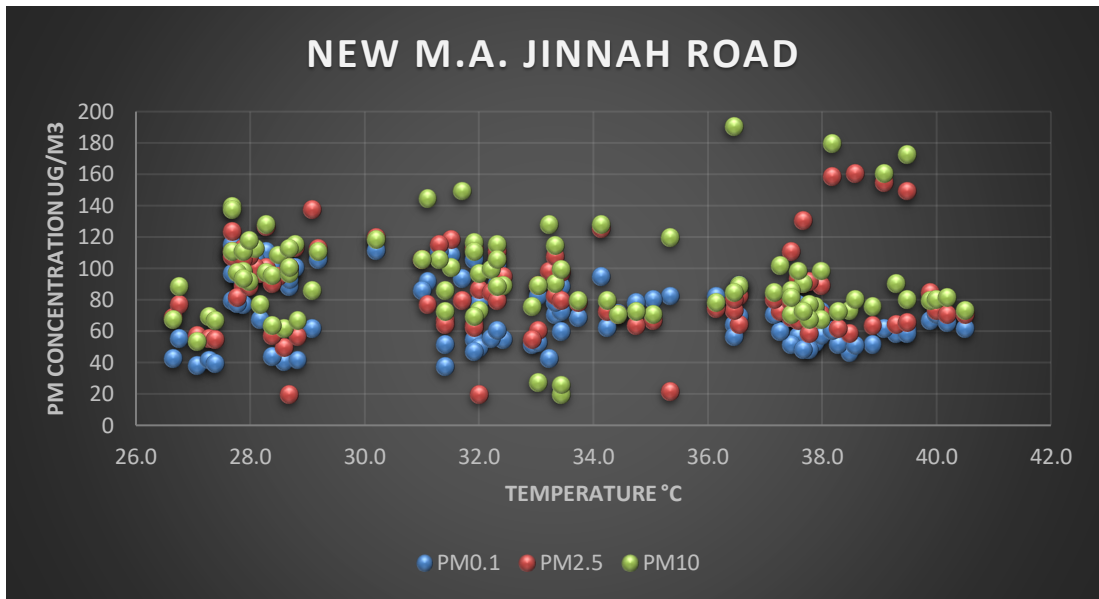 NEW M.A. JINNAH ROAD
PM CONCENTRATION UG/M3
200
180
160
140
120
100
80
60
40
20
0
26.0 28.0 30.0 32.0 34.0 36.0 38.0 40.0 42.0
TEMPERATURE °C
PM0.1 PM2.5 PM10